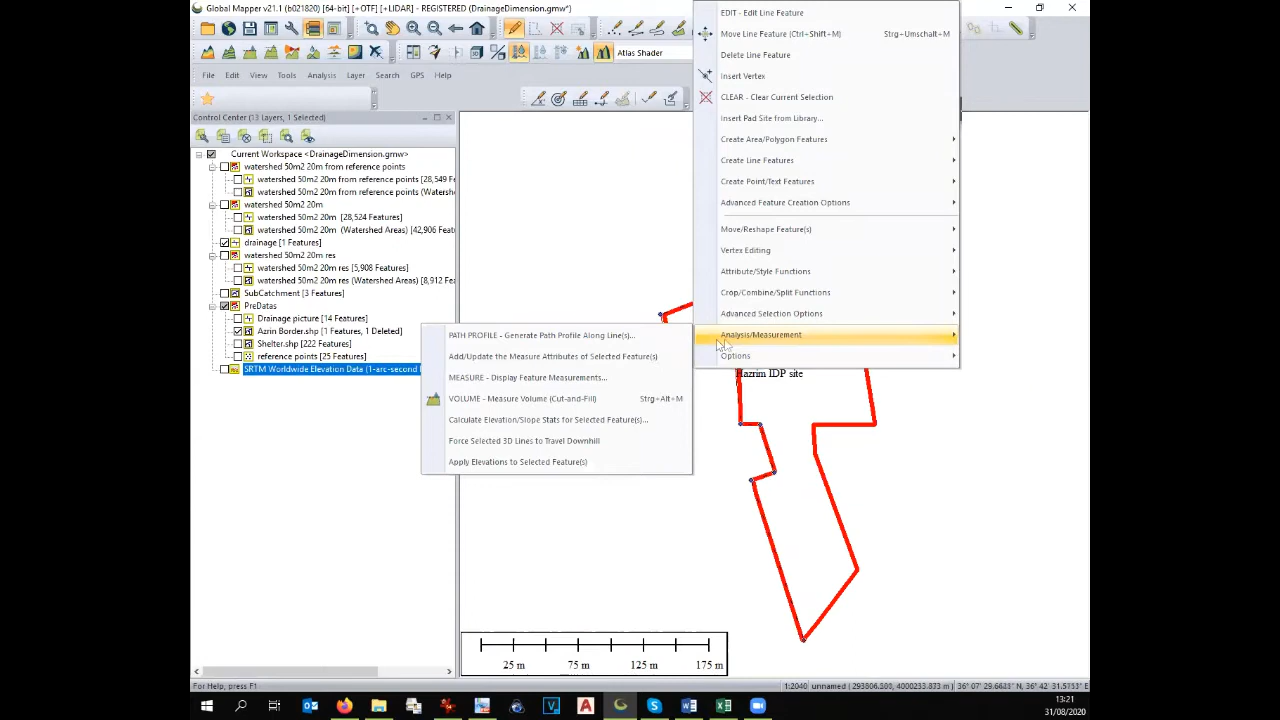 Global Mapper v21.1 (b021820) [64-bit] [+OTF] [+LIDAR] - REGISTERED (DrainageDimension.gmw*)
Atlas Shader
File Edit View Tools Analysis Layer Search GPS Help
Control Center (13 Layers, 1 Selected)
Current Workspace <DrainageDimension.gmw>
watershed 50m2 20m from reference points
watershed 50m2 20m from reference points [28,549 Fe
watershed 50m2 20m from reference points (Watersh
watershed 50m2 20m
watershed 50m2 20m [28,524 Features]
watershed 50m2 20m (Watershed Areas) [42,906 Featu
drainage [1 Features]
watershed 50m2 20m res
watershed 50m2 20m res [5,908 Features]
watershed 50m2 20m res (Watershed Areas) [8,912 Fea
SubCatchment [3 Features]
PreDatas
Drainage picture [14 Features]
Azrin Border.shp [1 Features, 1 Deleted]
Shelter.shp [222 Features]
reference points [25 Features]
SRTM Worldwide Elevation Data (1-arc-second
EDIT - Edit Line Feature
Move Line Feature (Ctrl+Shift+M) Strg-Umschalt+M
Delete Line Feature
Insert Vertex
CLEAR - Clear Current Selection
Insert Pad Site from Library...
Create Area/Polygon Features
Create Line Features
Create Point/Text Features
Advanced Feature Creation Options
Move/Reshape Feature(s)
Vertex Editing
Attribute/Style Functions
Crop/Combine/Split Functions
Advanced Selection Options
Analysis/Measurement
Options
PATH PROFILE - Generate Path Profile Along Line(s)...
Add/Update the Measure Attributes of Selected Feature(s)
MEASURE - Display Feature Measurements...
VOLUME - Measure Volume (Cut-and-Fill) Strg+Alt+M
Calculate Elevation/Slope Stats for Selected Feature(s)...
Force Selected 3D Lines to Travel Downhill
Apply Elevations to Selected Feature(s)
Hazrim IDP site
25 m 75 m 125 m 175 m
For Help, press F1
1:2040 unnamed ( 36° 07' N, 36° 42' E
13:21
31/08/2020